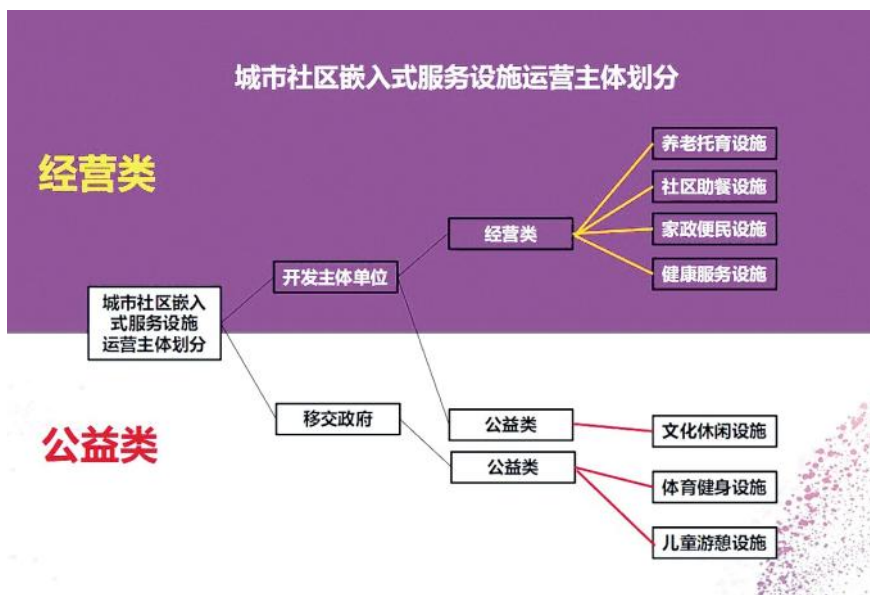 城市社区嵌入式服务设施运营主体划分
经营类
养老托育设施
社区助餐设施
家政便民设施
健康服务设施
经营类
开发主体单位
城市社区嵌入
式服务设施
运营主体划分
移交政府
公益类
公益类
公益类
文化休闲设施
体育健身设施
儿童游憩设施